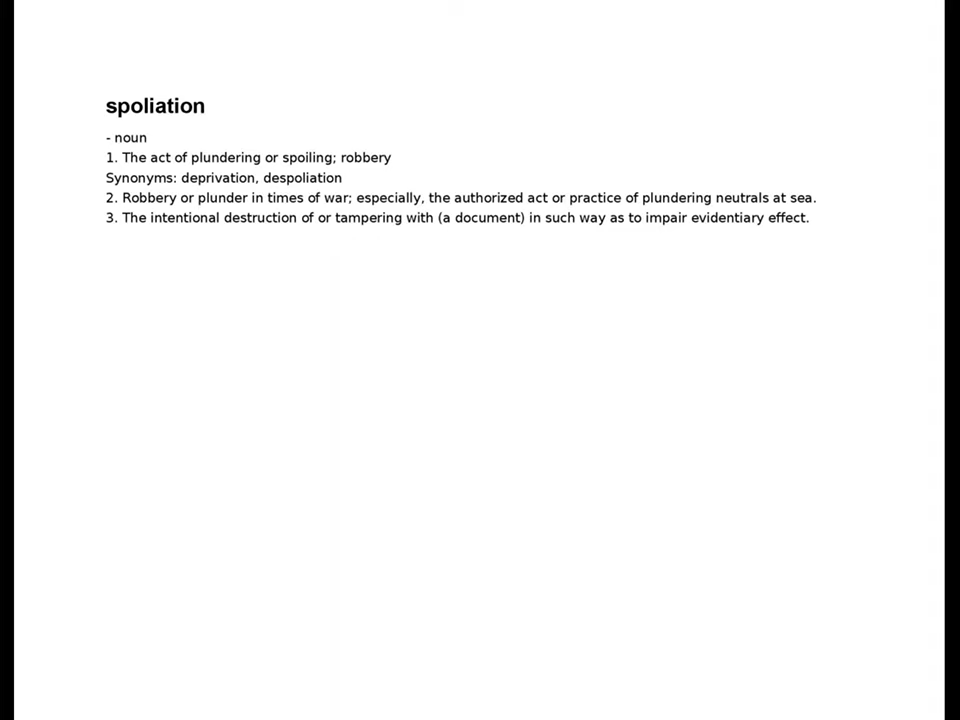 spoliation
- noun
1. The act of plundering or spoiling; robbery
Synonyms: deprivation, despoliation
2. Robbery or plunder in times of war; especially, the authorized act or practice of plundering neutrals at sea.
3. The intentional destruction of or tampering with (a document) in such way as to impair evidentiary effect.